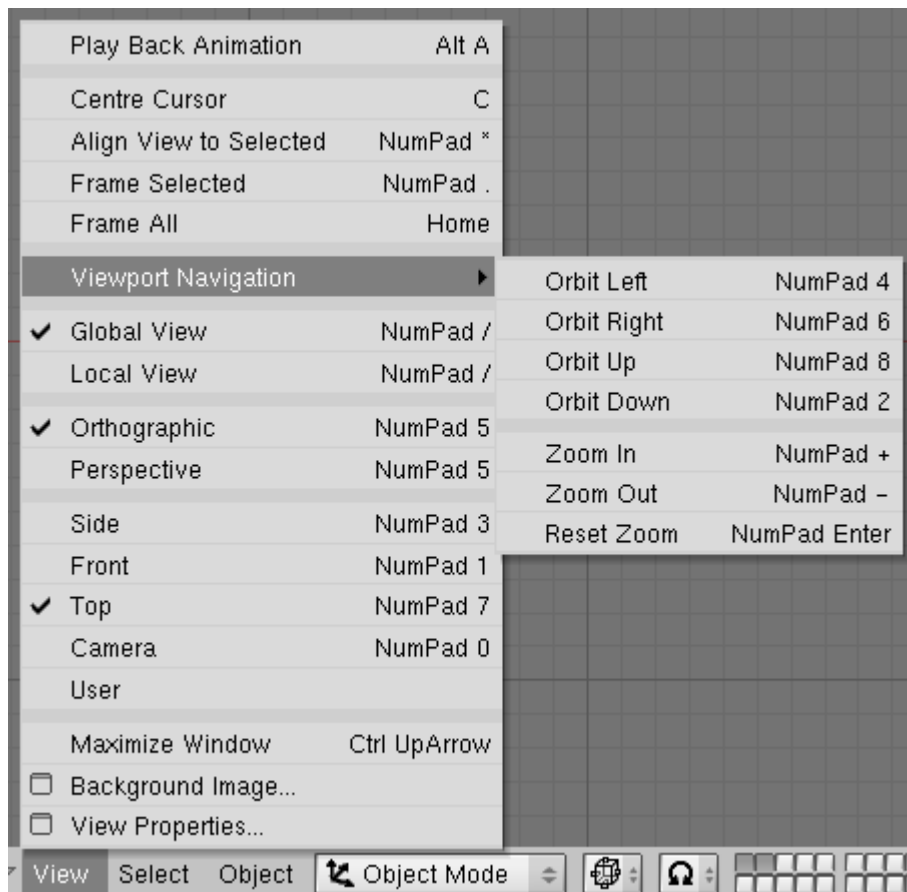 Play Back Animation Alt A
Centre Cursor C
Align View to Selected NumPad *
Frame Selected NumPad .
Frame All Home
Viewport Navigation
Global View NumPad /
Local View NumPad /
Orthographic NumPad 5
Perspective NumPad 5
Side NumPad 3
Front NumPad 1
Top NumPad 7
Camera NumPad 0
User
Maximize Window Ctrl UpArrow
Background Image...
View Properties...
Orbit Left NumPad 4
Orbit Right NumPad 6
Orbit Up NumPad 8
Orbit Down NumPad 2
Zoom In NumPad +
Zoom Out NumPad -
Reset Zoom NumPad Enter
View Select Object Object Mode